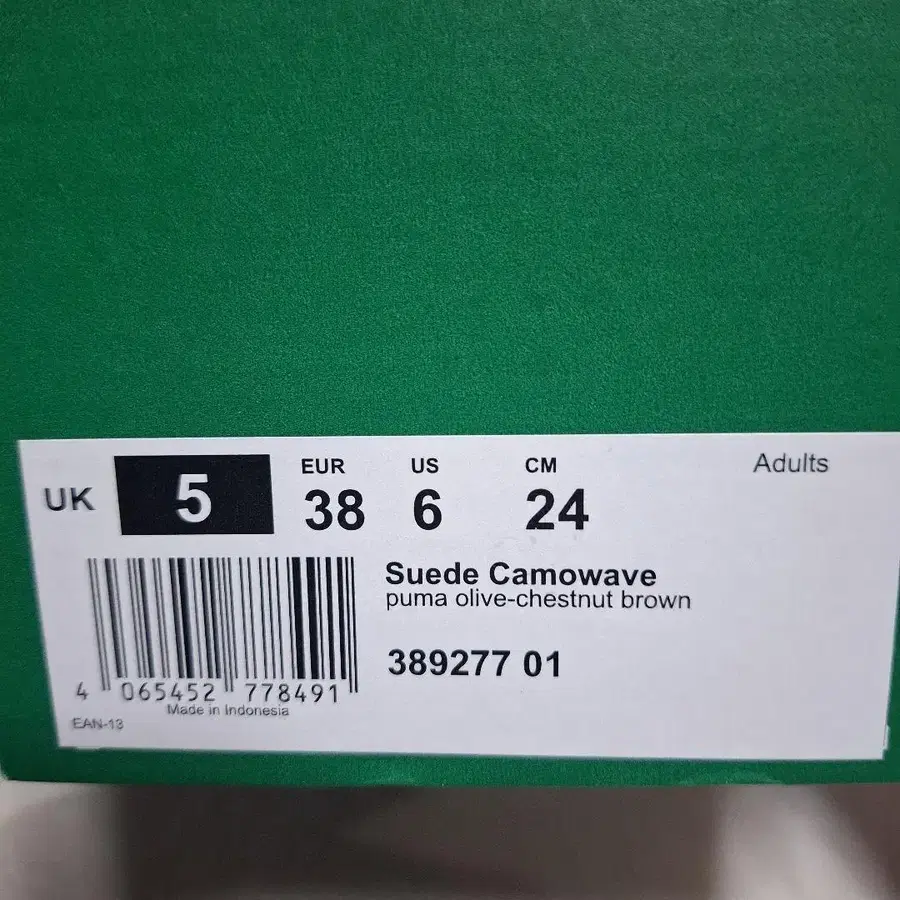 UK 5
EUR US CM Adults
38 6 24
Suede Camowave
puma olive-chestnut brown
389277 01
4 065452 778491
Made in Indonesia
EAN-13